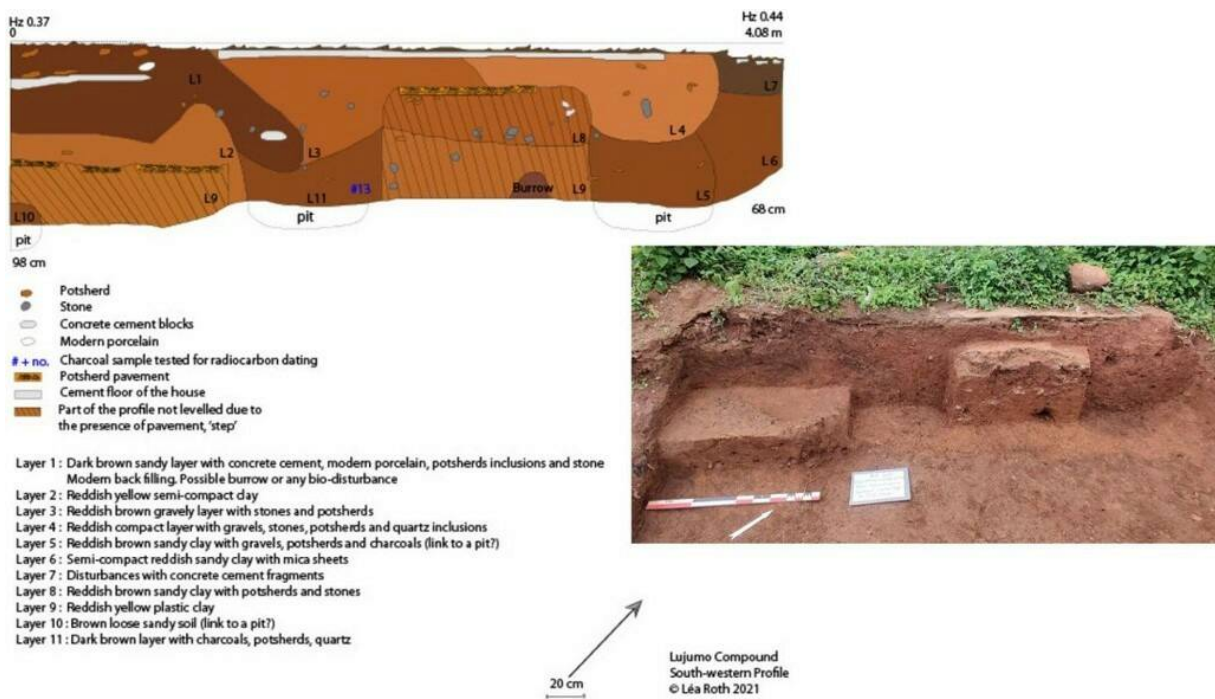 Hz 0.37
0
Hz 0.44
4.08 m
L1
L7
L2
L3
L8
L4
L6
L9
L11
#13
Burrow
L9
L5
L10
pit
pit
pit
68 cm
98 cm
Potsherd
Stone
Concrete cement blocks
Modern porcelain
# + no. Charcoal sample tested for radiocarbon dating
Potsherd pavement
Cement floor of the house
Part of the profile not levelled due to
the presence of pavement, 'step'
Layer 1 : Dark brown sandy layer with concrete cement, modern porcelain, potsherds inclusions and stone
Modern back filling. Possible burrow or any bio-disturbance
Layer 2 : Reddish yellow semi-compact clay
Layer 3 : Reddish brown gravely layer with stones and potsherds
Layer 4 : Reddish compact layer with gravels, stones, potsherds and quartz inclusions
Layer 5 : Reddish brown sandy clay with gravels, potsherds and charcoals (link to a pit?)
Layer 6 : Semi-compact reddish sandy clay with mica sheets
Layer 7 : Disturbances with concrete cement fragments
Layer 8 : Reddish brown sandy clay with potsherds and stones
Layer 9 : Reddish yellow plastic clay
Layer 10 : Brown loose sandy soil (link to a pit?)
Layer 11 : Dark brown layer with charcoals, potsherds, quartz
20 cm
Lujumo Compound
South-western Profile
© Léa Roth 2021